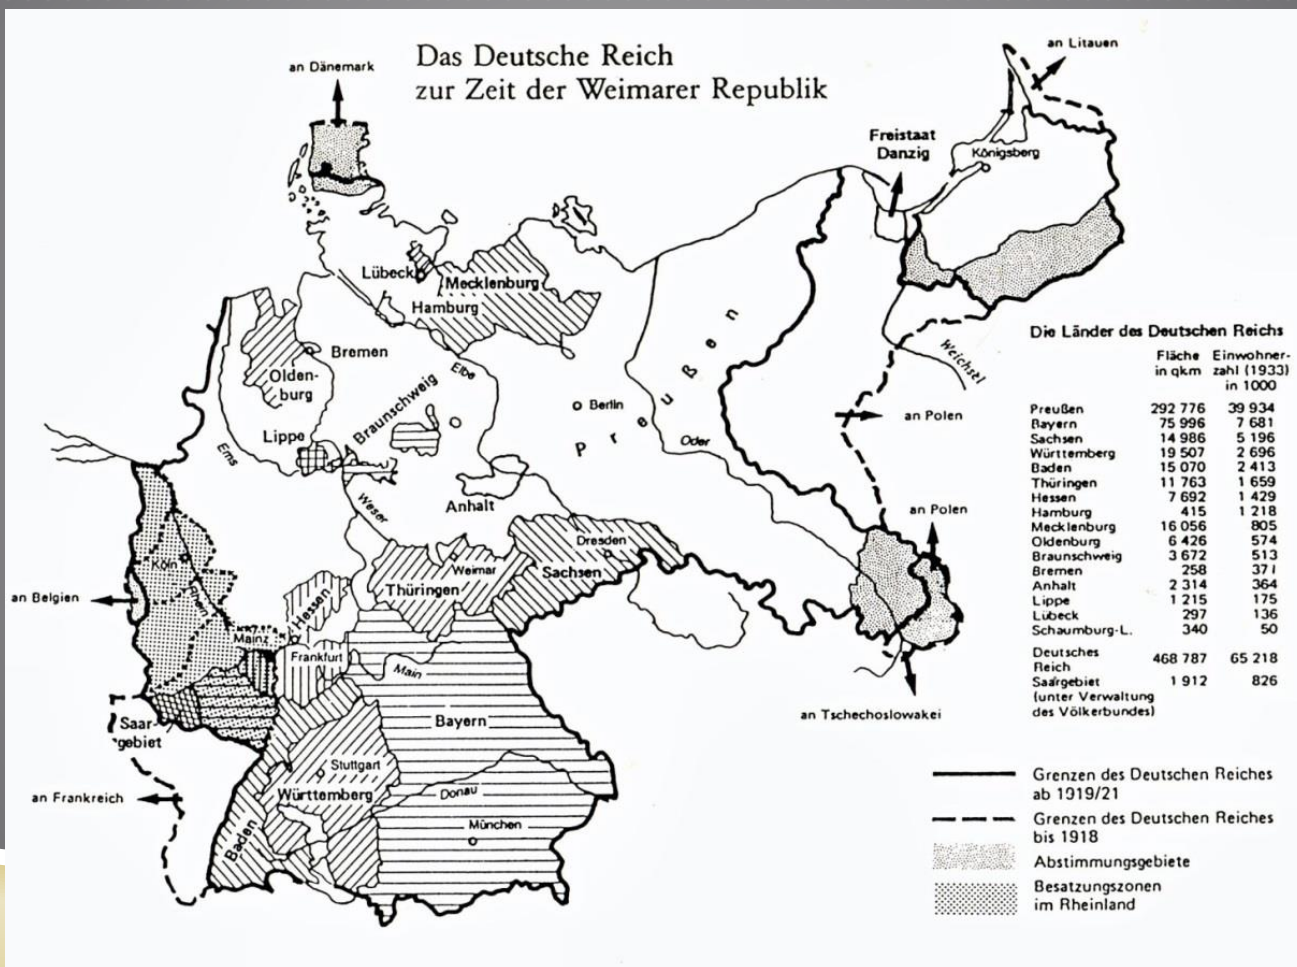 Das Deutsche Reich
zur Zeit der Weimarer Republik
an Dänemark
an Litauen
Freistaat
Danzig
Königsberg
Lübeck
Mecklenburg
Hamburg
Bremen
Olden-
burg
Elbe
Braunschweig
Berlin
Preußen
Weichsel
an Polen
Lippe
Ems
Oder
Weser
Anhalt
an Polen
Köln
Rhein
Dresden
Weimar
Sachsen
Thüringen
an Belgien
Hessen
Mainz
Frankfurt
Main
Saar-
gebiet
Bayern
an Tschechoslowakei
Stuttgart
Württemberg
Donau
an Frankreich
München
Baden
Die Länder des Deutschen Reichs
Fläche Einwohner-
in qkm zahl (1933)
in 1000
Preußen 292 776 39 934
Bayern 75 996 7 681
Sachsen 14 986 5 196
Württemberg 19 507 2 696
Baden 15 070 2 413
Thüringen 11 763 1 659
Hessen 7 692 1 429
Hamburg 415 1 218
Mecklenburg 16 056 805
Oldenburg 6 426 574
Braunschweig 3 672 513
Bremen 258 371
Anhalt 2 314 364
Lippe 1 215 175
Lübeck 297 136
Schaumburg-L. 340 50
Deutsches
Reich 468 787 65 218
Saargebiet 1 912 826
(unter Verwaltung
des Völkerbundes)
Grenzen des Deutschen Reiches
ab 1919/21
Grenzen des Deutschen Reiches
bis 1918
Abstimmungsgebiete
Besatzungszonen
im Rheinland